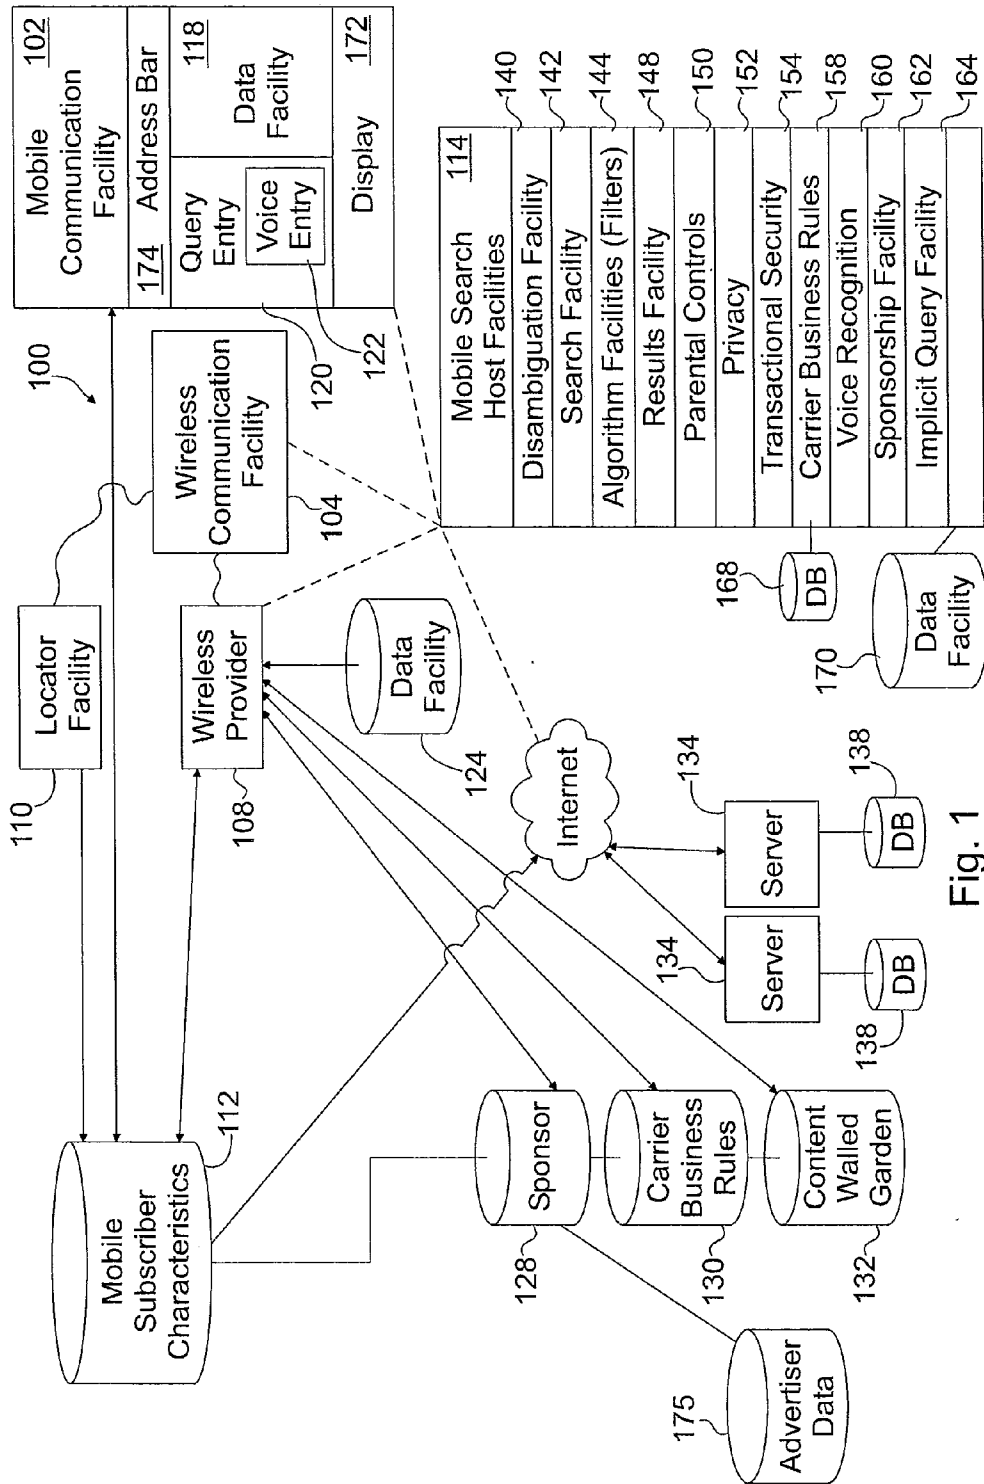 100
Mobile
Communication
Facility
102
174
Address Bar
Query
Entry
Voice
Entry
118
Data
Facility
Display
172
120
122
Wireless
Communication
Facility
104
Locator
Facility
110
Wireless
Provider
108
Data
Facility
124
Mobile
Subscriber
Characteristics
112
Internet
Mobile Search
Host Facilities
114
Disambiguation Facility
140
Search Facility
142
Algorithm Facilities (Filters)
144
Results Facility
148
Parental Controls
150
Privacy
152
Transactional Security
154
Carrier Business Rules
158
Voice Recognition
160
Sponsorship Facility
162
Implicit Query Facility
164
168
DB
170
Data
Facility
134
Server
138
DB
134
Server
138
DB
Sponsor
128
Carrier
Business
Rules
130
Content
Walled
Garden
132
175
Advertiser
Data
Fig. 1